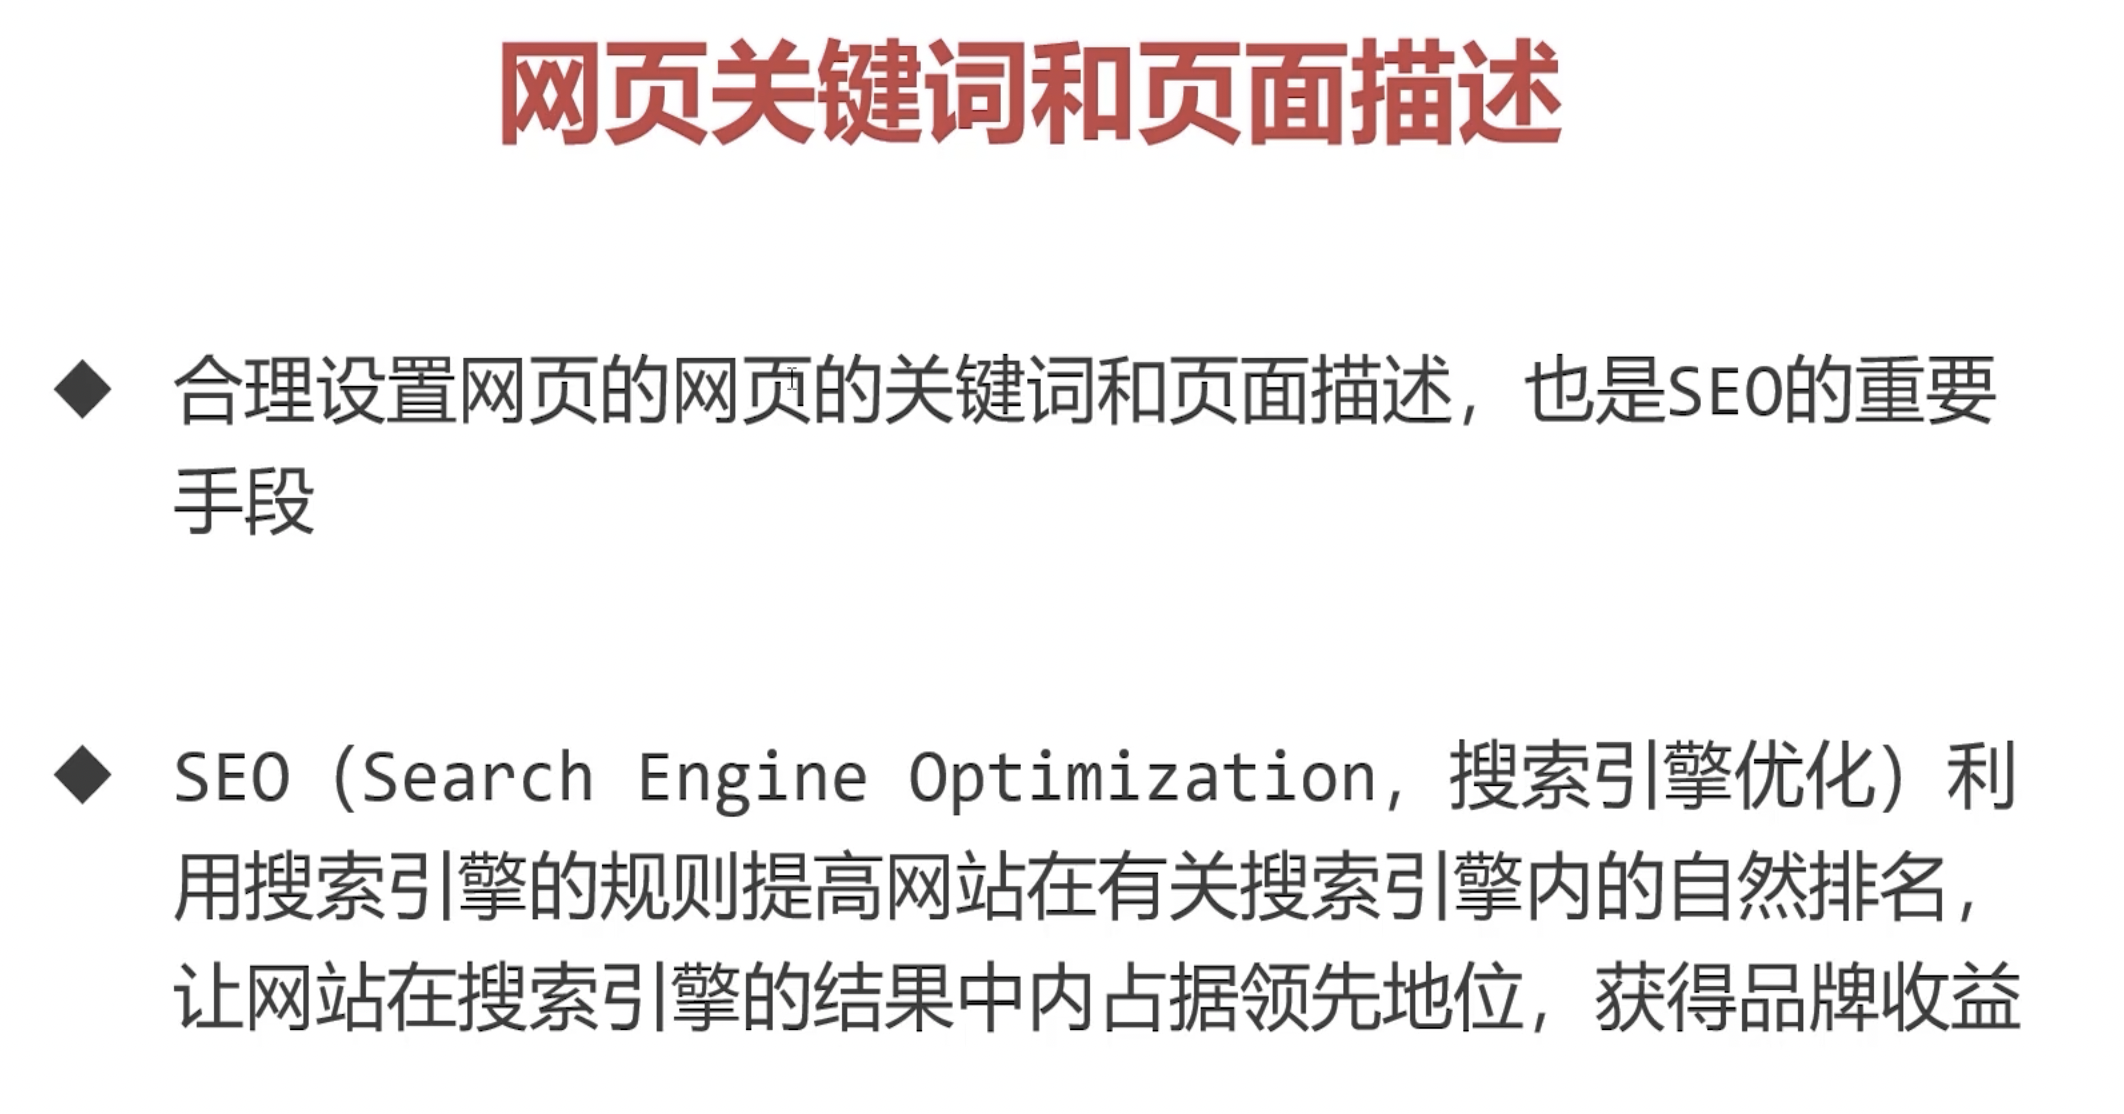 网页关键词和页面描述
◆ 合理设置网页的网页的关键词和页面描述，也是SEO的重要
手段
◆ SEO（Search Engine Optimization，搜索引擎优化）利
用搜索引擎的规则提高网站在有关搜索引擎内的自然排名，
让网站在搜索引擎的结果中内占据领先地位，获得品牌收益